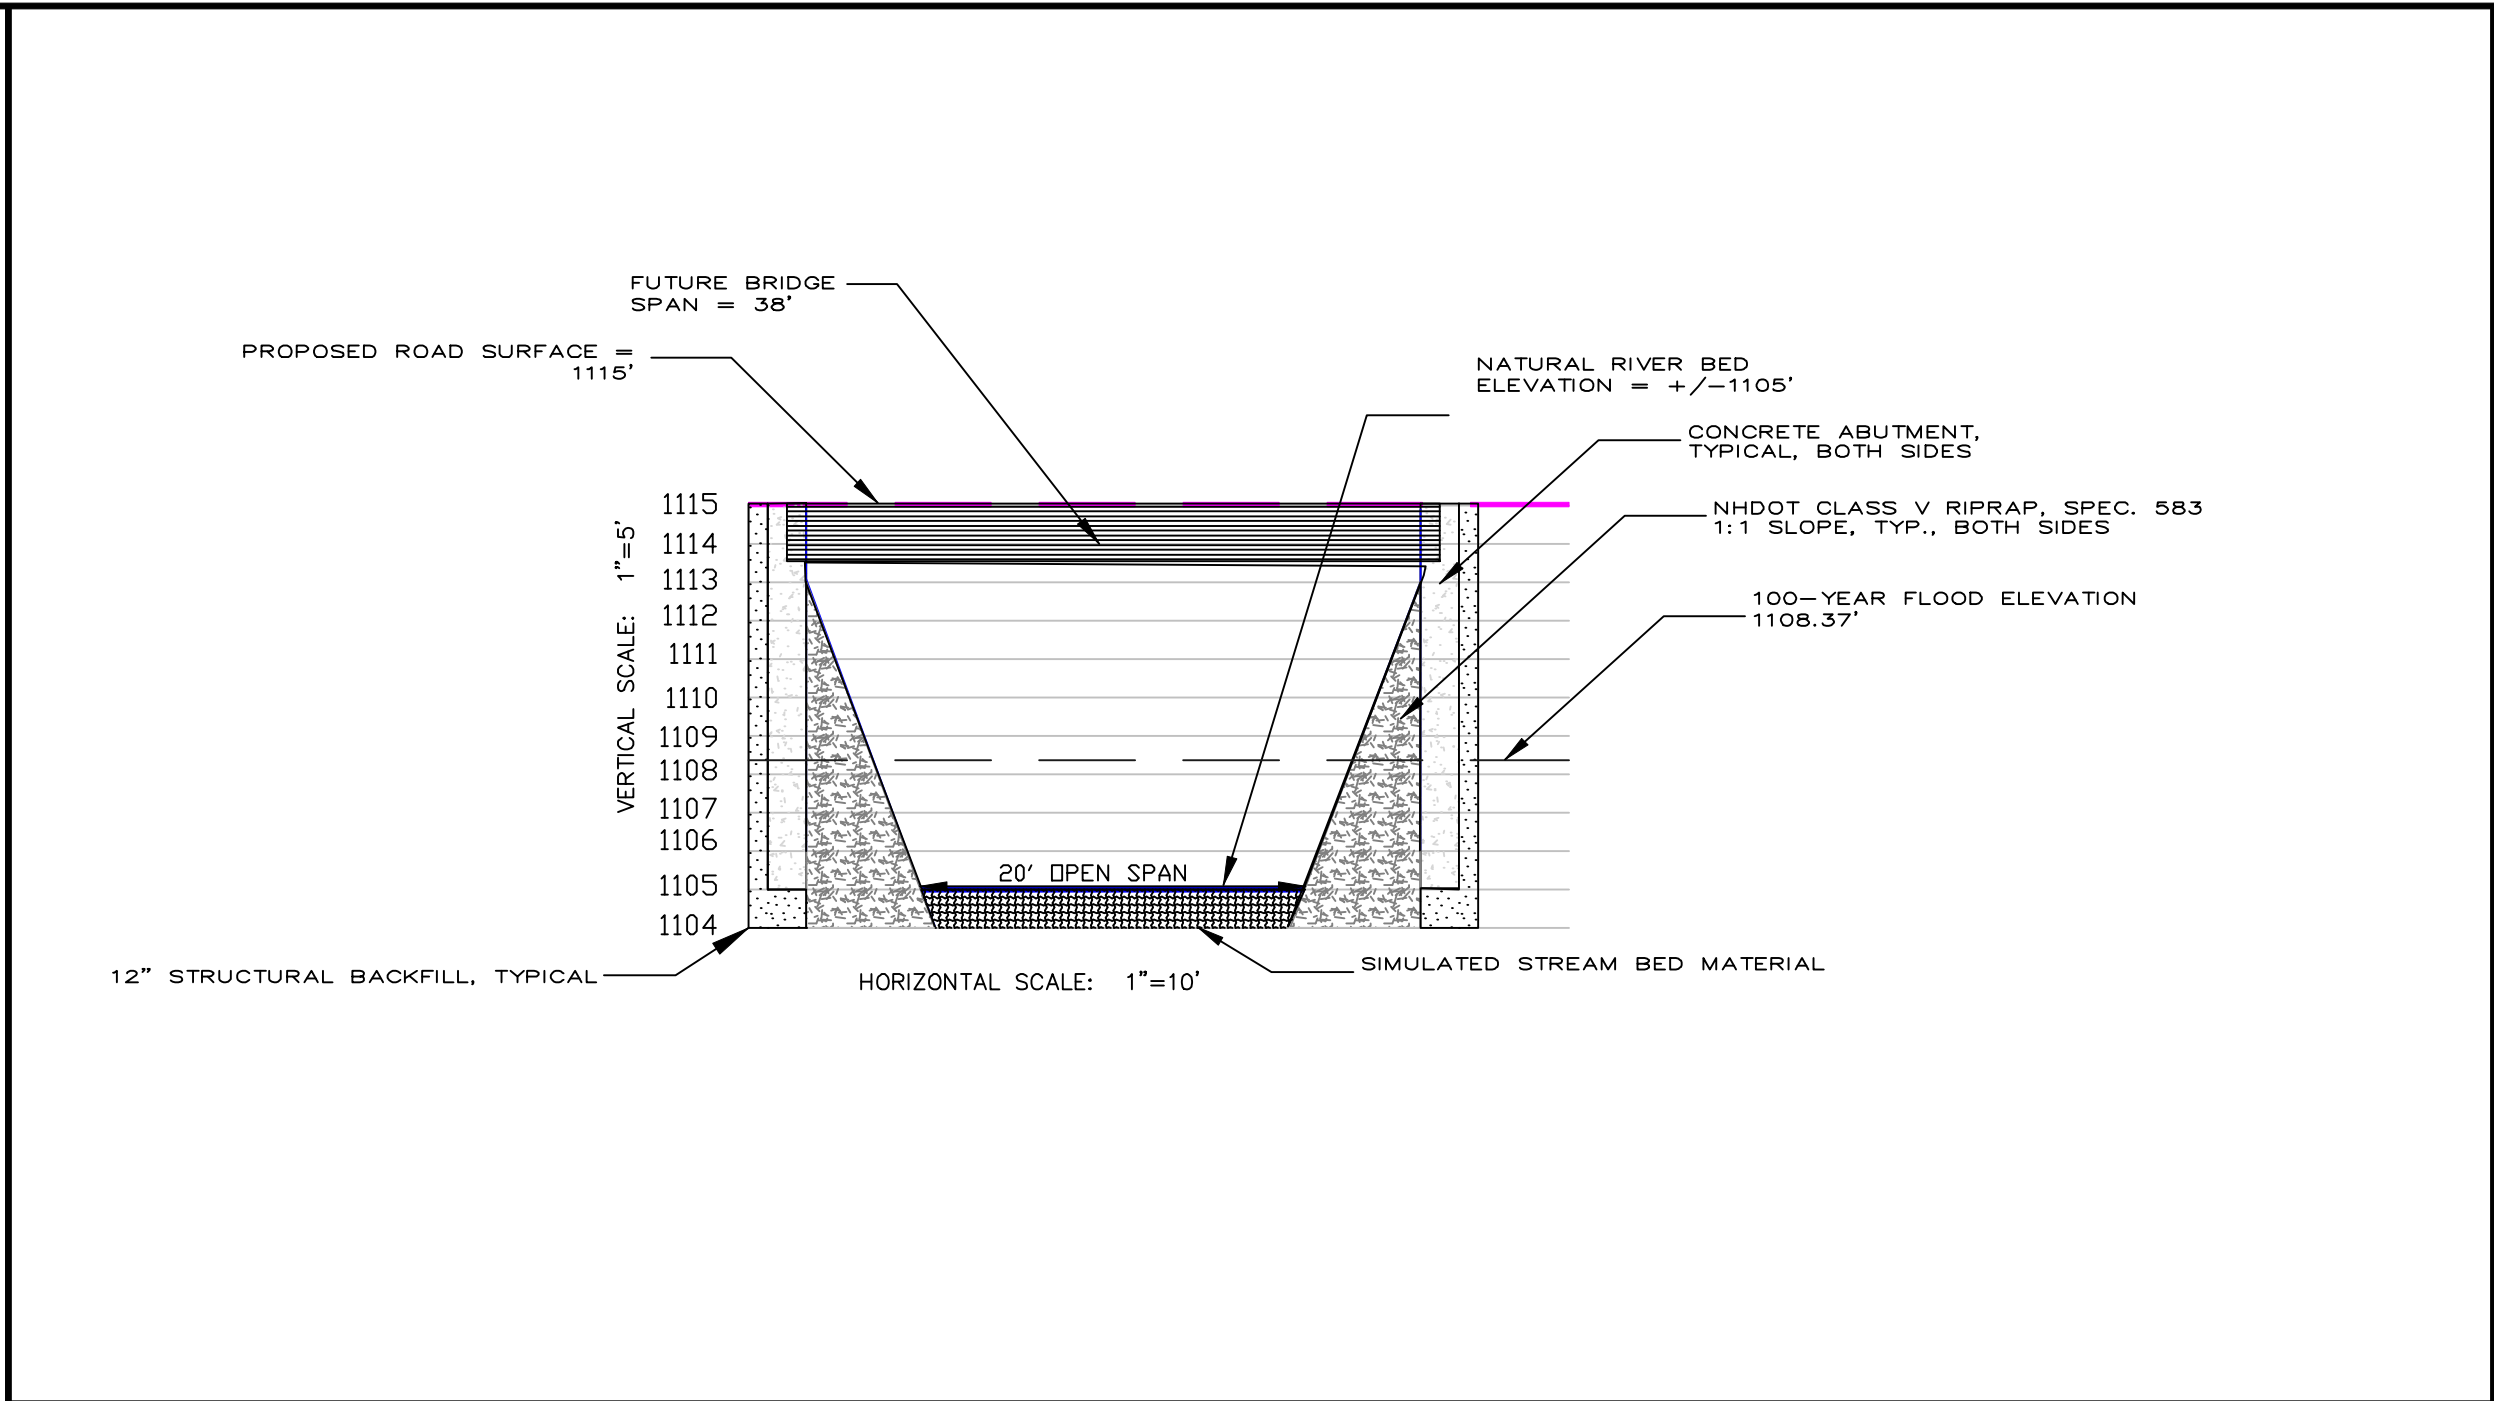 FUTURE BRIDGE
SPAN = 38'
PROPOSED ROAD SURFACE =
1115'
NATURAL RIVER BED
ELEVATION = +/-1105'
CONCRETE ABUTMENT,
TYPICAL, BOTH SIDES
NHDOT CLASS V RIPRAP, SPEC. 583
1:1 SLOPE, TYP., BOTH SIDES
100-YEAR FLOOD ELEVATION
1108.37'
VERTICAL SCALE: 1"=5'
1115
1114
1113
1112
1111
1110
1109
1108
1107
1106
1105
1104
20' OPEN SPAN
12" STRUCTURAL BACKFILL, TYPICAL
HORIZONTAL SCALE: 1"=10'
SIMULATED STREAM BED MATERIAL